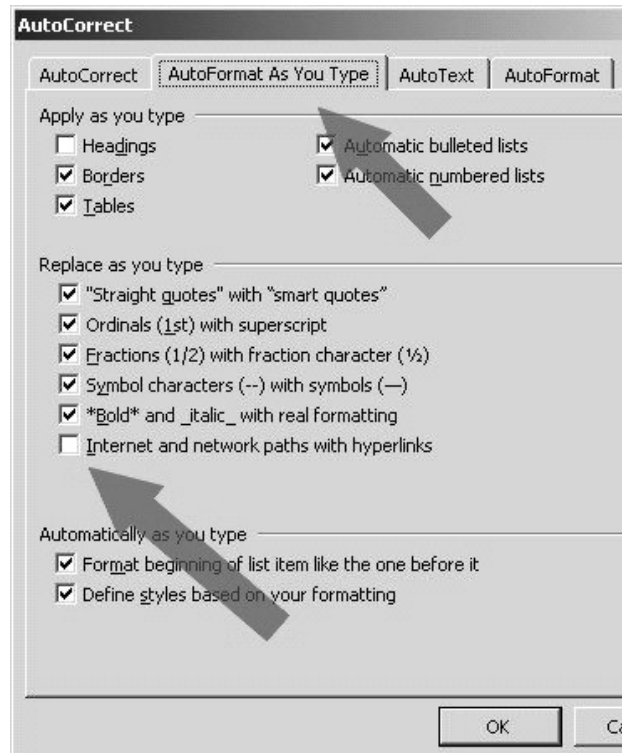 AutoCorrect
AutoCorrect AutoFormat As You Type AutoText AutoFormat
Apply as you type
Headings Automatic bulleted lists
Borders Automatic numbered lists
Tables
Replace as you type
"Straight quotes" with “smart quotes”
Ordinals (1st) with superscript
Fractions (1/2) with fraction character (½)
Symbol characters (--) with symbols (—)
*Bold* and _italic_ with real formatting
Internet and network paths with hyperlinks
Automatically as you type
Format beginning of list item like the one before it
Define styles based on your formatting
OK Ca